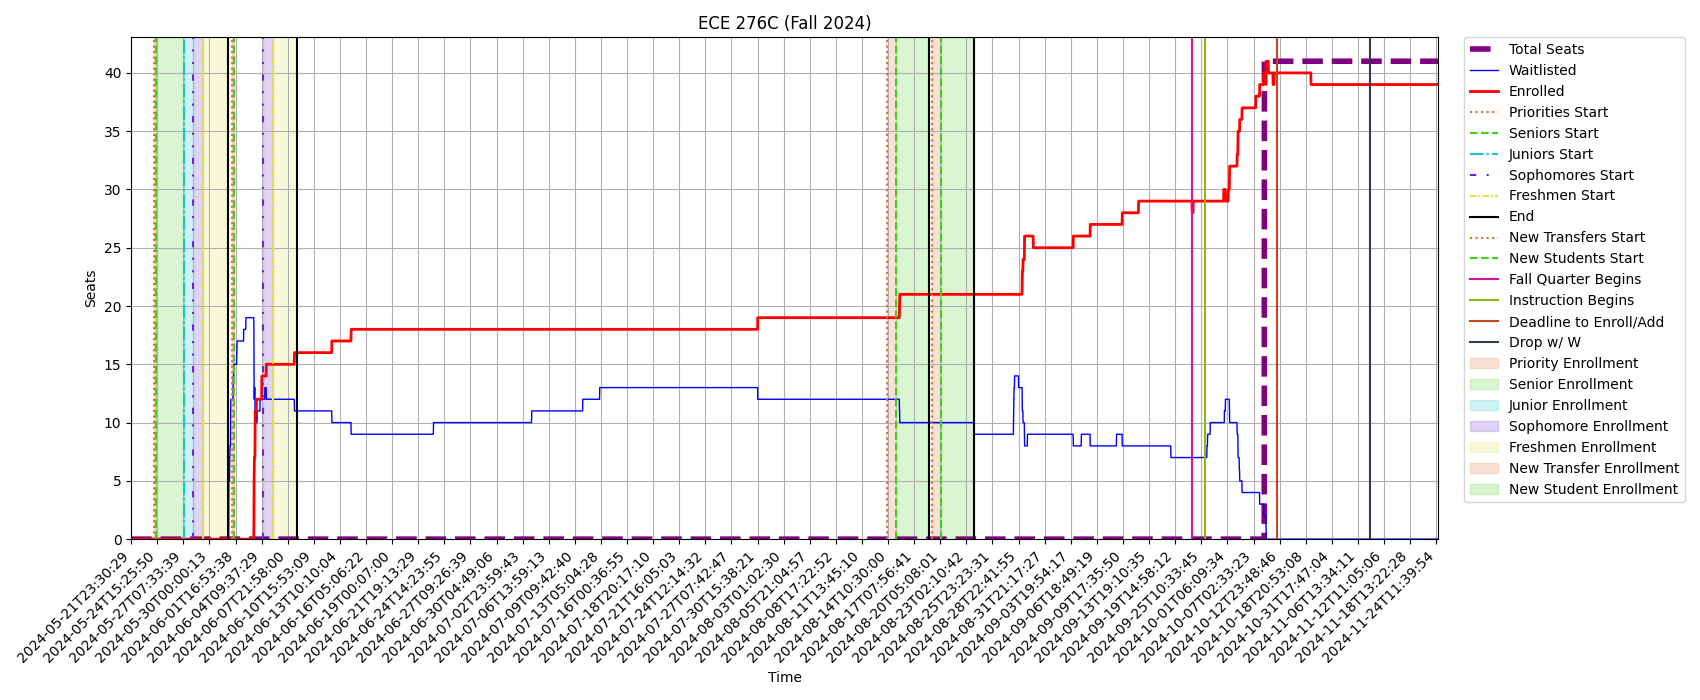 ECE 276C (Fall 2024)
Seats
40
35
30
25
20
15
10
5
0
2024-05-21T23:30:29
2024-05-24T15:25:50
2024-05-27T07:33:39
2024-05-30T00:00:13
2024-06-01T16:53:38
2024-06-04T09:37:29
2024-06-07T21:58:00
2024-06-10T15:53:09
2024-06-13T10:10:04
2024-06-16T05:06:22
2024-06-19T00:07:00
2024-06-21T19:13:29
2024-06-24T14:23:55
2024-06-27T09:26:39
2024-06-30T04:49:06
2024-07-02T23:59:43
2024-07-06T13:59:13
2024-07-09T09:42:40
2024-07-13T05:04:28
2024-07-16T00:36:55
2024-07-18T20:17:10
2024-07-21T16:05:03
2024-07-24T12:14:32
2024-07-27T07:42:47
2024-07-30T15:38:21
2024-08-03T01:02:30
2024-08-05T21:04:57
2024-08-08T17:22:52
2024-08-11T13:45:10
2024-08-14T10:30:00
2024-08-17T07:56:41
2024-08-20T05:08:01
2024-08-23T02:10:42
2024-08-25T23:23:31
2024-08-28T22:41:55
2024-08-31T21:17:27
2024-09-03T19:54:17
2024-09-06T18:49:19
2024-09-09T17:35:50
2024-09-13T19:10:35
2024-09-19T14:58:12
2024-09-25T10:33:45
2024-10-01T06:09:34
2024-10-07T02:33:23
2024-10-12T23:48:46
2024-10-18T20:53:08
2024-10-31T17:47:04
2024-11-06T13:34:11
2024-11-12T11:05:06
2024-11-18T13:22:28
2024-11-24T11:39:54
Time
Total Seats
Waitlisted
Enrolled
Priorities Start
Seniors Start
Juniors Start
Sophomores Start
Freshmen Start
End
New Transfers Start
New Students Start
Fall Quarter Begins
Instruction Begins
Deadline to Enroll/Add
Drop w/ W
Priority Enrollment
Senior Enrollment
Junior Enrollment
Sophomore Enrollment
Freshmen Enrollment
New Transfer Enrollment
New Student Enrollment